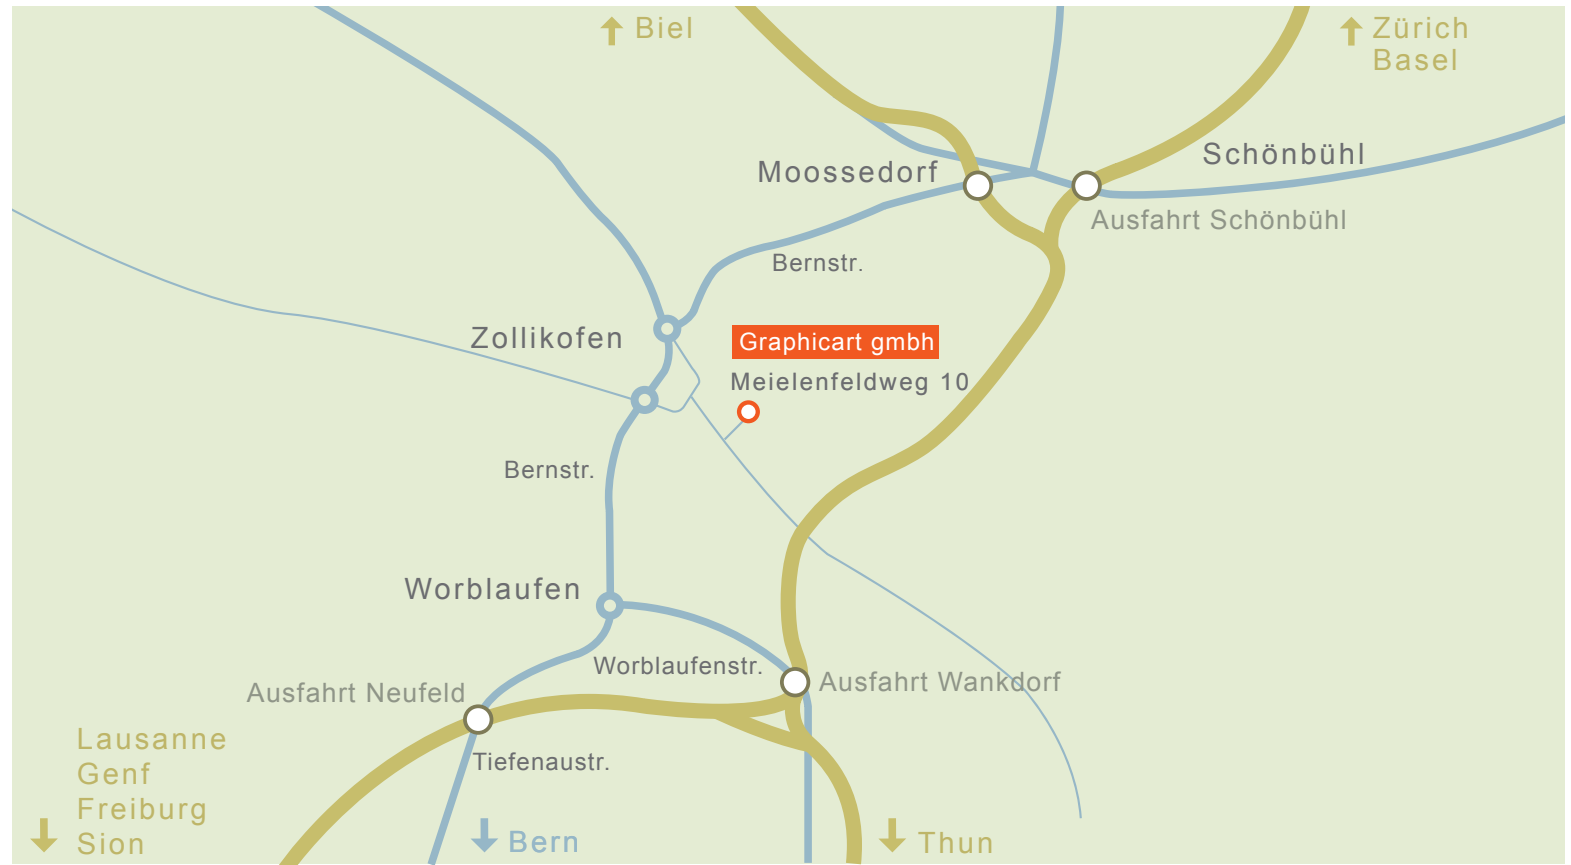 Biel
Zürich
Basel
Schönbühl
Moossedorf
Ausfahrt Schönbühl
Bernstr.
Zollikofen
Graphicart gmbh
Meielenfeldweg 10
Bernstr.
Worblaufen
Worblaufenstr.
Ausfahrt Wankdorf
Ausfahrt Neufeld
Lausanne
Genf
Freiburg
Sion
Tiefenaustr.
Bern
Thun